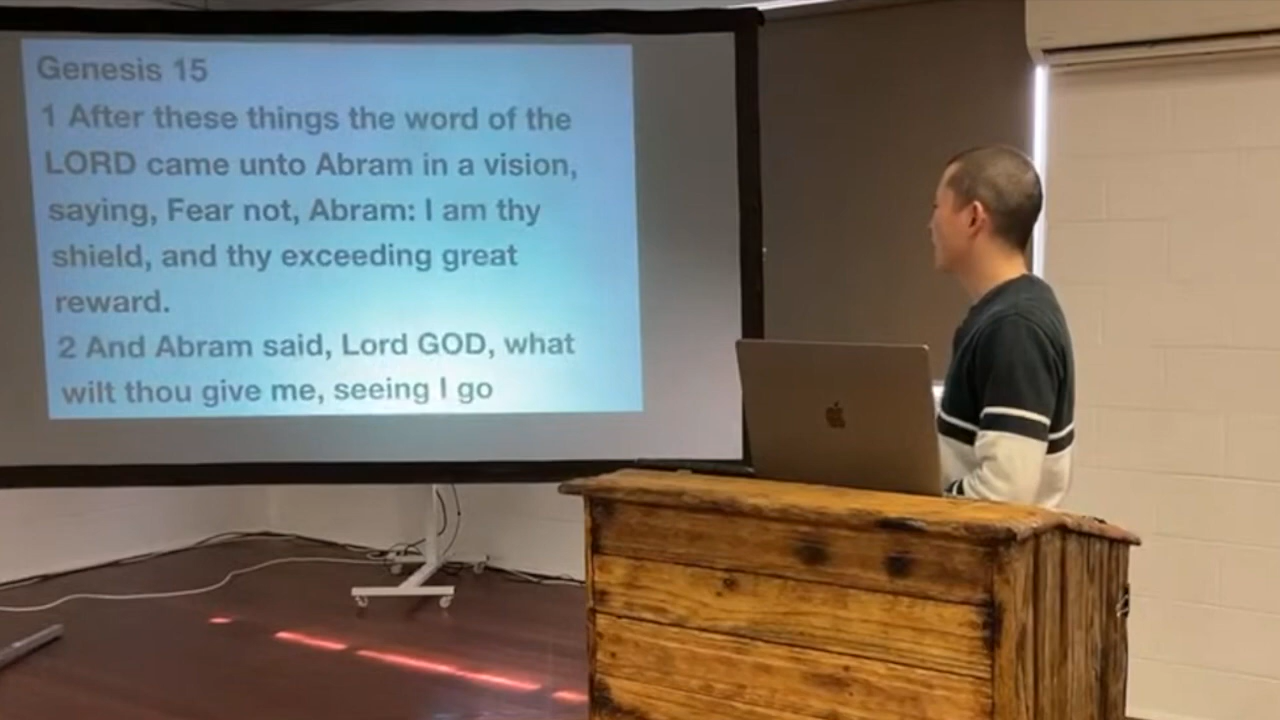 Genesis 15
1 After these things the word of the
LORD came unto Abram in a vision,
saying, Fear not, Abram: I am thy
shield, and thy exceeding great
reward.
2 And Abram said, Lord GOD, what
wilt thou give me, seeing I go